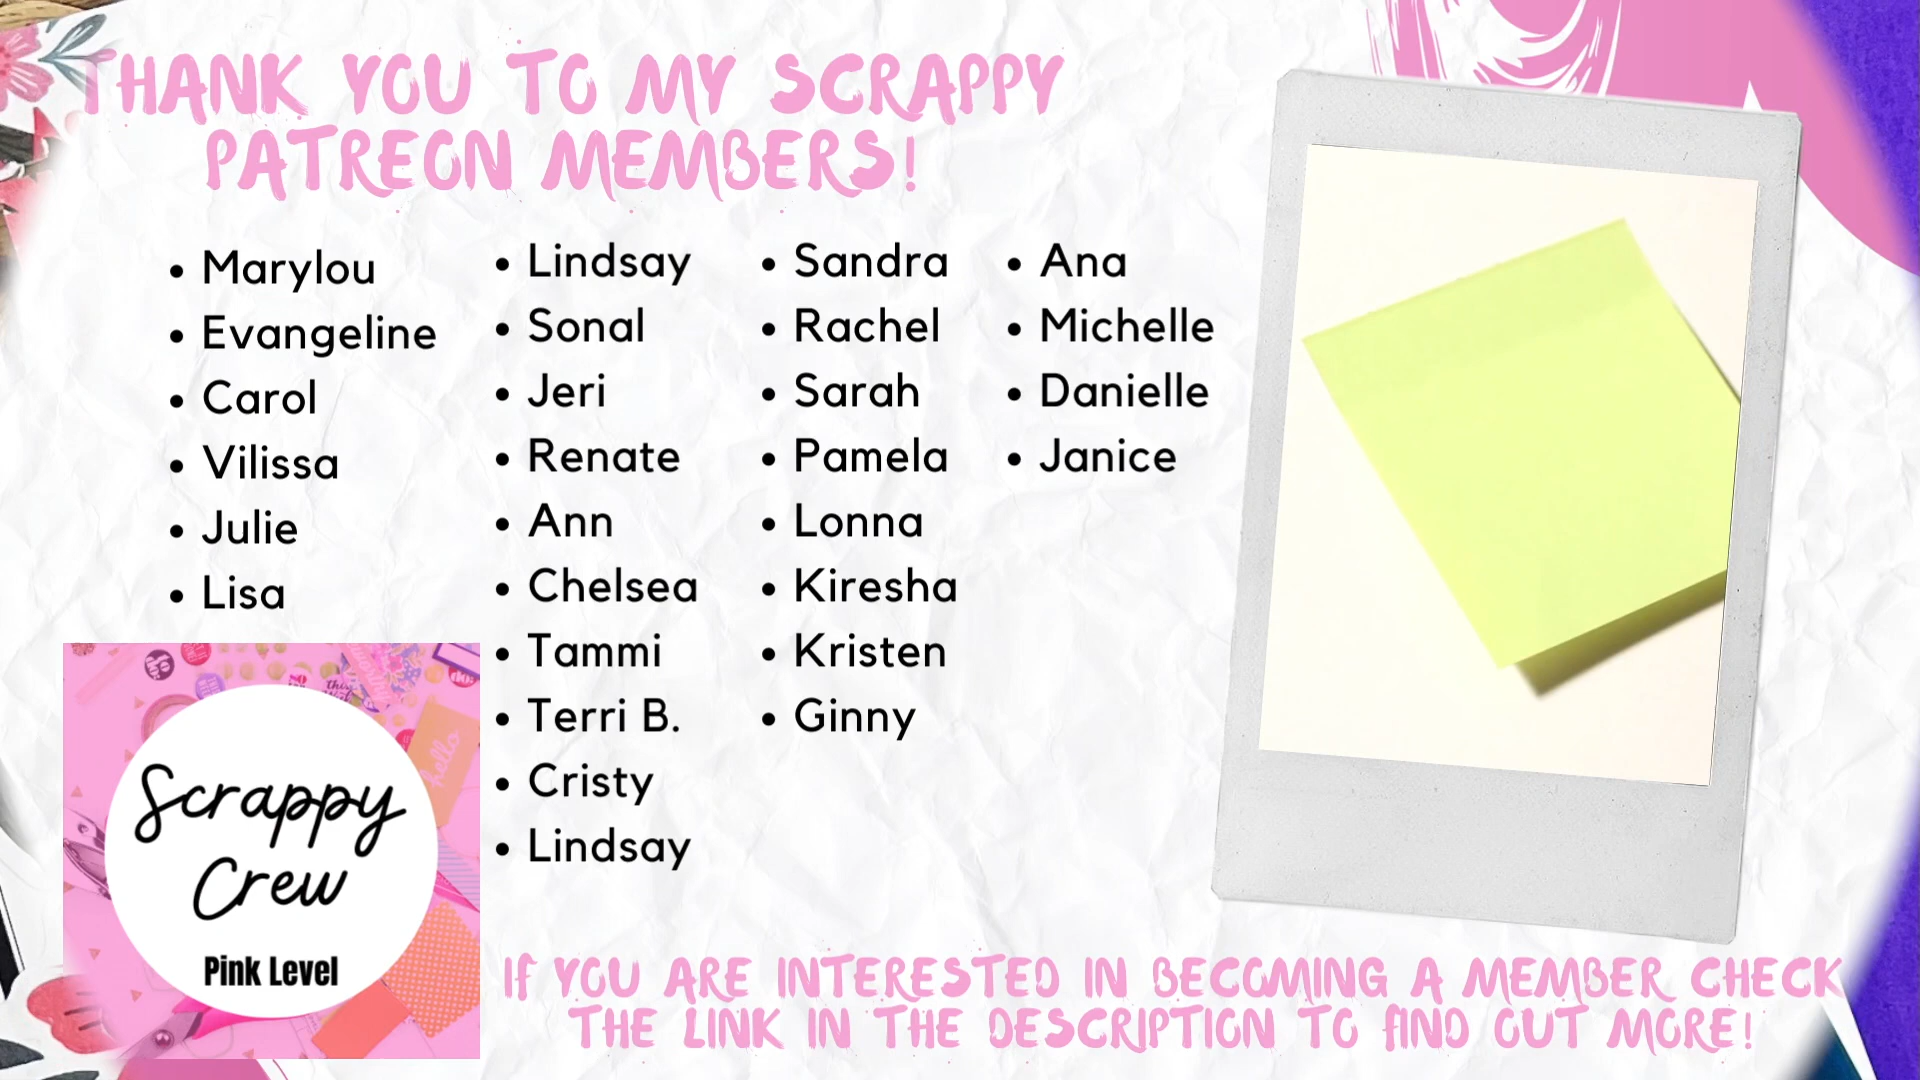 THANK YOU TO MY SCRAPPY
PATREON MEMBERS!
• Marylou
• Evangeline
• Carol
• Vilissa
• Julie
• Lisa
• Lindsay
• Sonal
• Jeri
• Renate
• Ann
• Chelsea
• Tammi
• Terri B.
• Cristy
• Lindsay
• Sandra
• Rachel
• Sarah
• Pamela
• Lonna
• Kiresha
• Kristen
• Ginny
• Ana
• Michelle
• Danielle
• Janice
hello
Scrappy
Crew
Pink Level
IF YOU ARE INTERESTED IN BECOMING A MEMBER CHECK
THE LINK IN THE DESCRIPTION TO FIND OUT MORE!